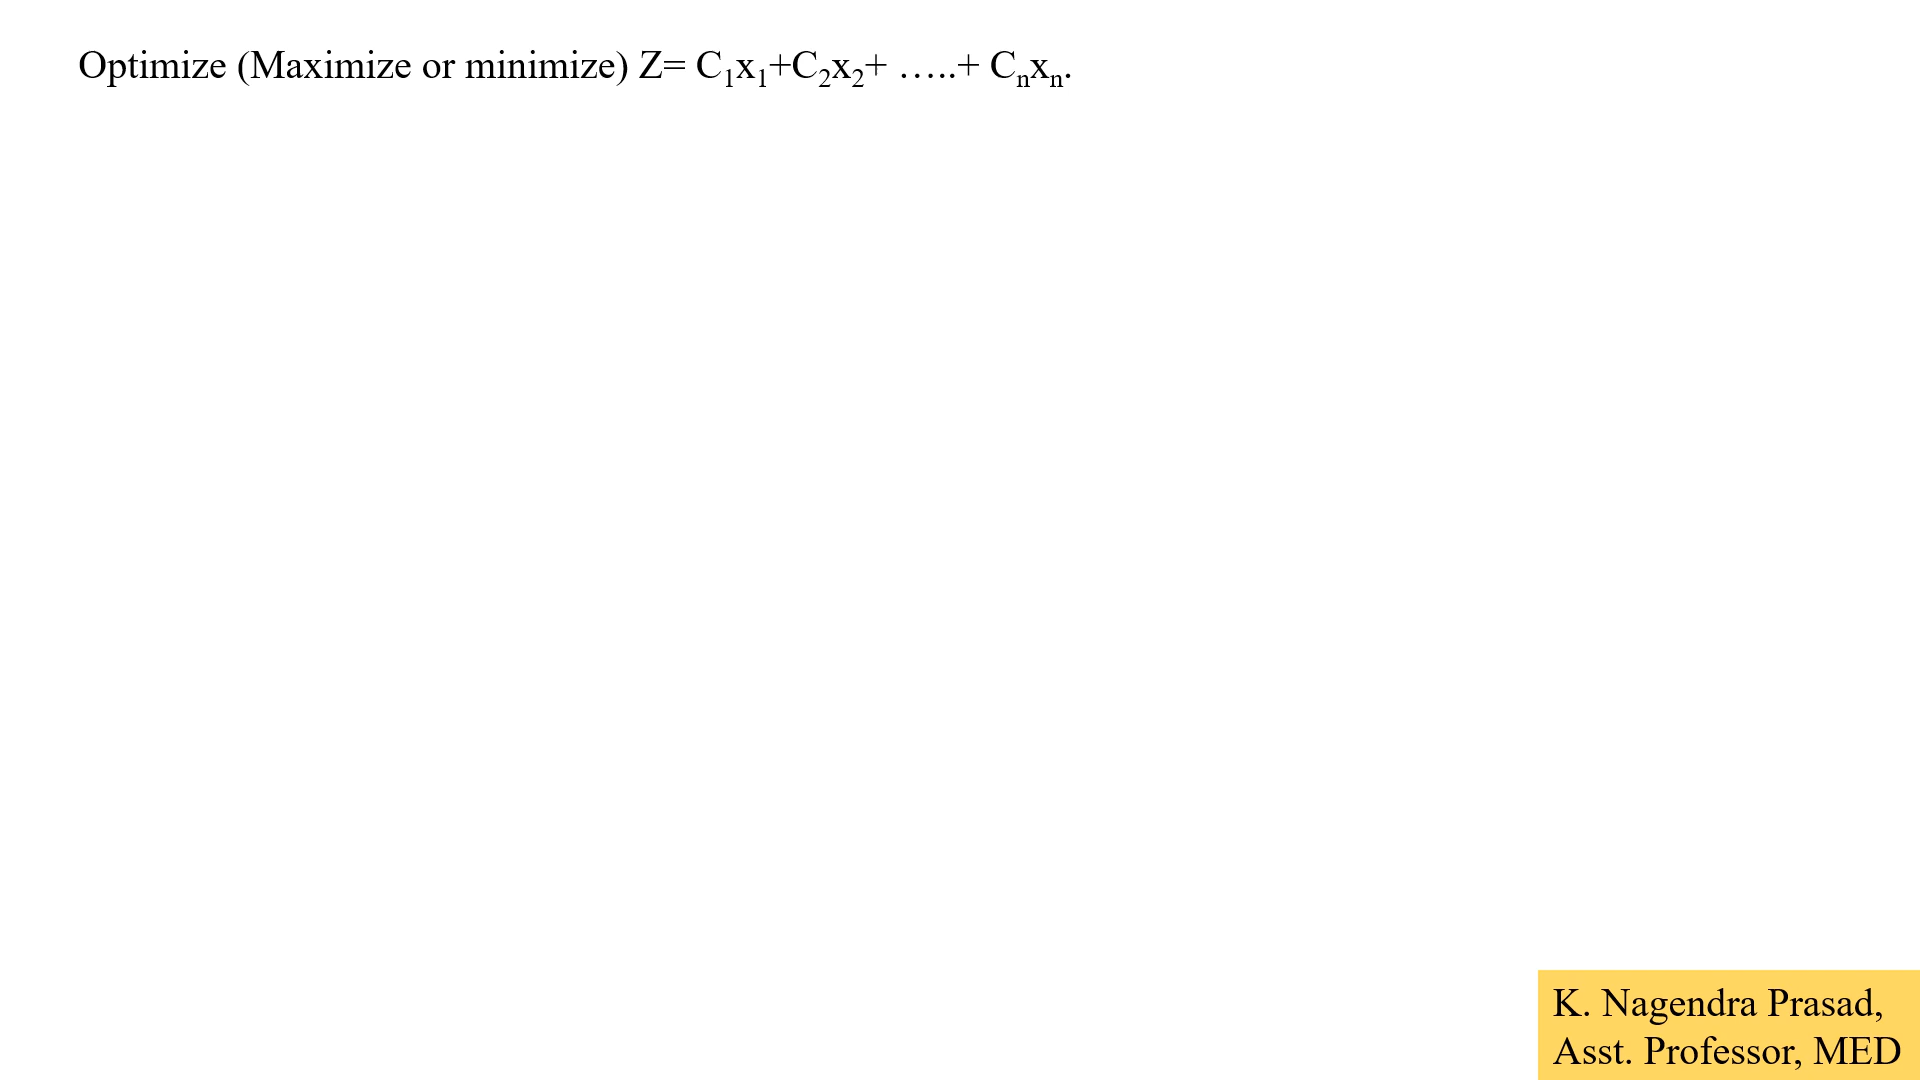 Optimize (Maximize or minimize) Z= C₁x₁+C₂x₂+ …..+ Cₙxₙ.
K. Nagendra Prasad,
Asst. Professor, MED